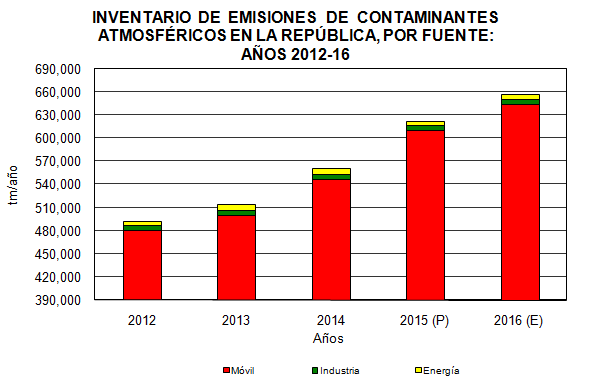 INVENTARIO DE EMISIONES DE CONTAMINANTES
ATMOSFÉRICOS EN LA REPÚBLICA, POR FUENTE:
AÑOS 2012-16
690,000
660,000
630,000
600,000
570,000
540,000
510,000
480,000
450,000
420,000
390,000
tm/año
2012 2013 2014 2015 (P) 2016 (E)
Años
Móvil Industria Energía